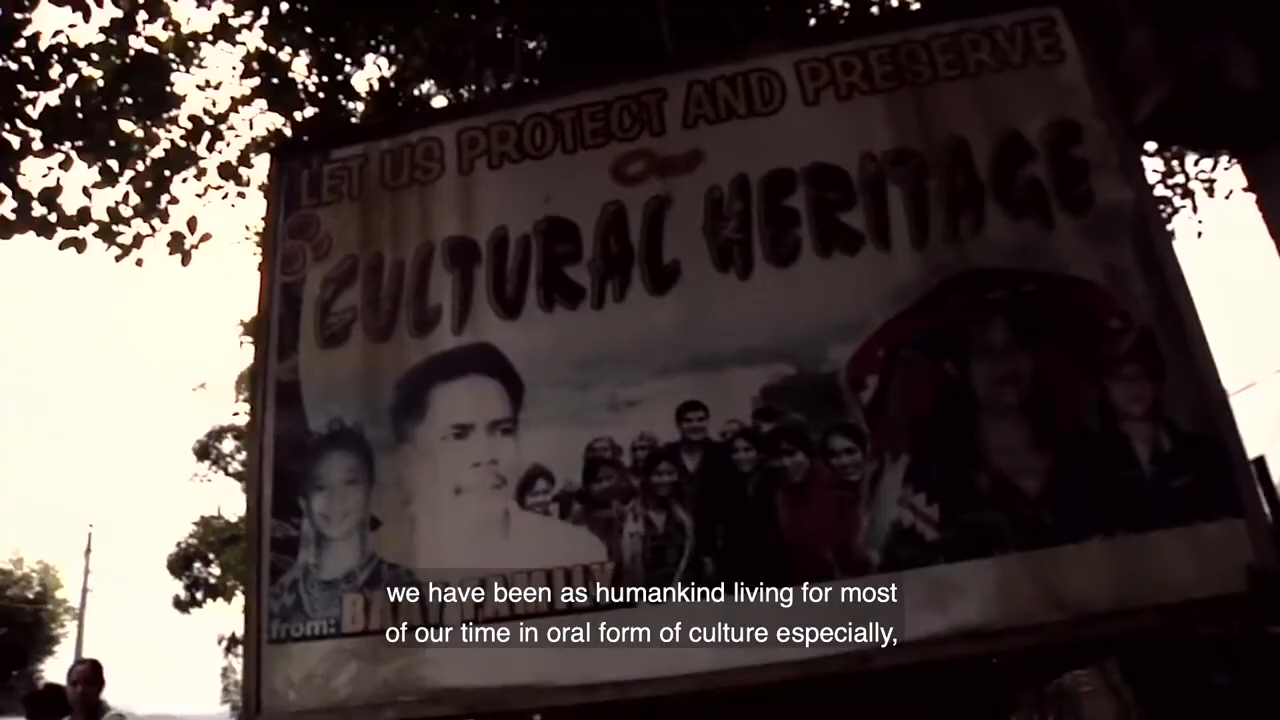 LET US PROTECT AND PRESERVE
Our
CULTURAL HERITAGE
from:
FAMILY
we have been as humankind living for most
of our time in oral form of culture especially,